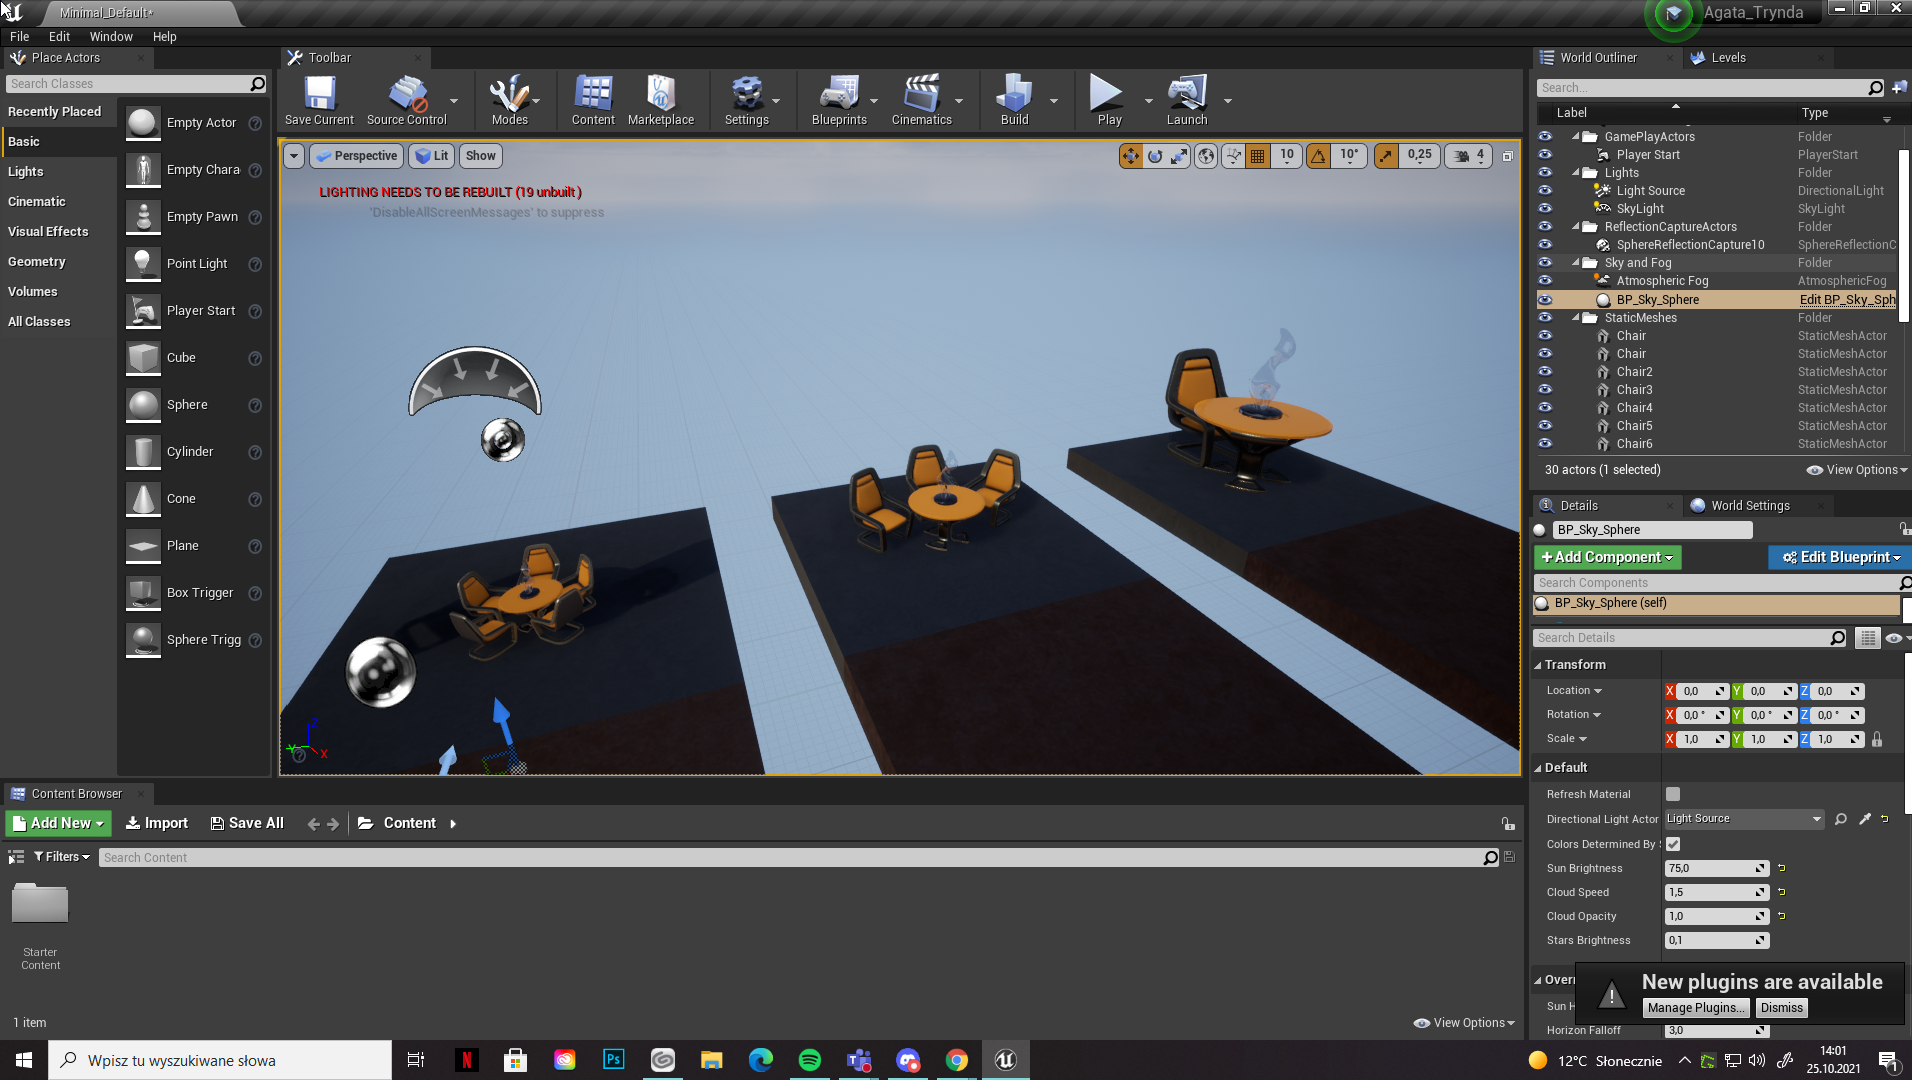 Minimal_Default*
Agata_Trynda
File Edit Window Help
Place Actors
Search Classes
Recently Placed
Basic
Lights
Cinematic
Visual Effects
Geometry
Volumes
All Classes
Empty Actor
Empty Chara
Empty Pawn
Point Light
Player Start
Cube
Sphere
Cylinder
Cone
Plane
Box Trigger
Sphere Trigg
Toolbar
Save Current
Source Control
Modes
Content
Marketplace
Settings
Blueprints
Cinematics
Build
Play
Launch
Perspective
Lit
Show
10
10°
0,25
4
LIGHTING NEEDS TO BE REBUILT (19 unbuilt )
'DisableAllScreenMessages' to suppress
Z
Y
X
World Outliner
Levels
Search...
Label Type
GamePlayActors Folder
Player Start PlayerStart
Lights Folder
Light Source DirectionalLight
SkyLight SkyLight
ReflectionCaptureActors Folder
SphereReflectionCapture10 SphereReflectionC
Sky and Fog Folder
Atmospheric Fog AtmosphericFog
BP_Sky_Sphere Edit BP_Sky_Sph
StaticMeshes Folder
Chair StaticMeshActor
Chair StaticMeshActor
Chair2 StaticMeshActor
Chair3 StaticMeshActor
Chair4 StaticMeshActor
Chair5 StaticMeshActor
Chair6 StaticMeshActor
30 actors (1 selected)
View Options
Details
World Settings
BP_Sky_Sphere
+Add Component
Edit Blueprint
Search Components
BP_Sky_Sphere (self)
Search Details
Transform
Location X 0,0 Y 0,0 Z 0,0
Rotation X 0,0 ° Y 0,0 ° Z 0,0 °
Scale X 1,0 Y 1,0 Z 1,0
Default
Refresh Material
Directional Light Actor Light Source
Colors Determined By S
Sun Brightness 75,0
Cloud Speed 1,5
Cloud Opacity 1,0
Stars Brightness 0,1
Overr
Sun H
Horizon Falloff 3,0
New plugins are available
Manage Plugins... Dismiss
Content Browser
Add New
Import
Save All
Content
Filters
Search Content
Starter
Content
1 item
View Options
Wpisz tu wyszukiwane słowa
N
Ps
12°C Słonecznie
14:01
25.10.2021
1